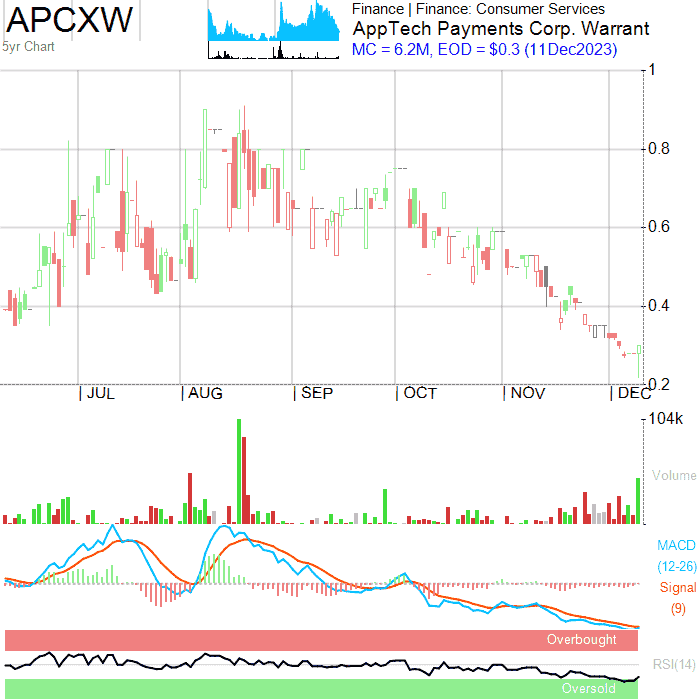 APCXW
5yr Chart
Finance | Finance: Consumer Services
AppTech Payments Corp. Warrant
MC = 6.2M, EOD = $0.3 (11Dec2023)
1
0.8
0.6
0.4
0.2
| JUL | AUG | SEP | OCT | NOV | DEC
104k
Volume
MACD
(12-26)
Signal
(9)
Overbought
RSI(14)
Oversold